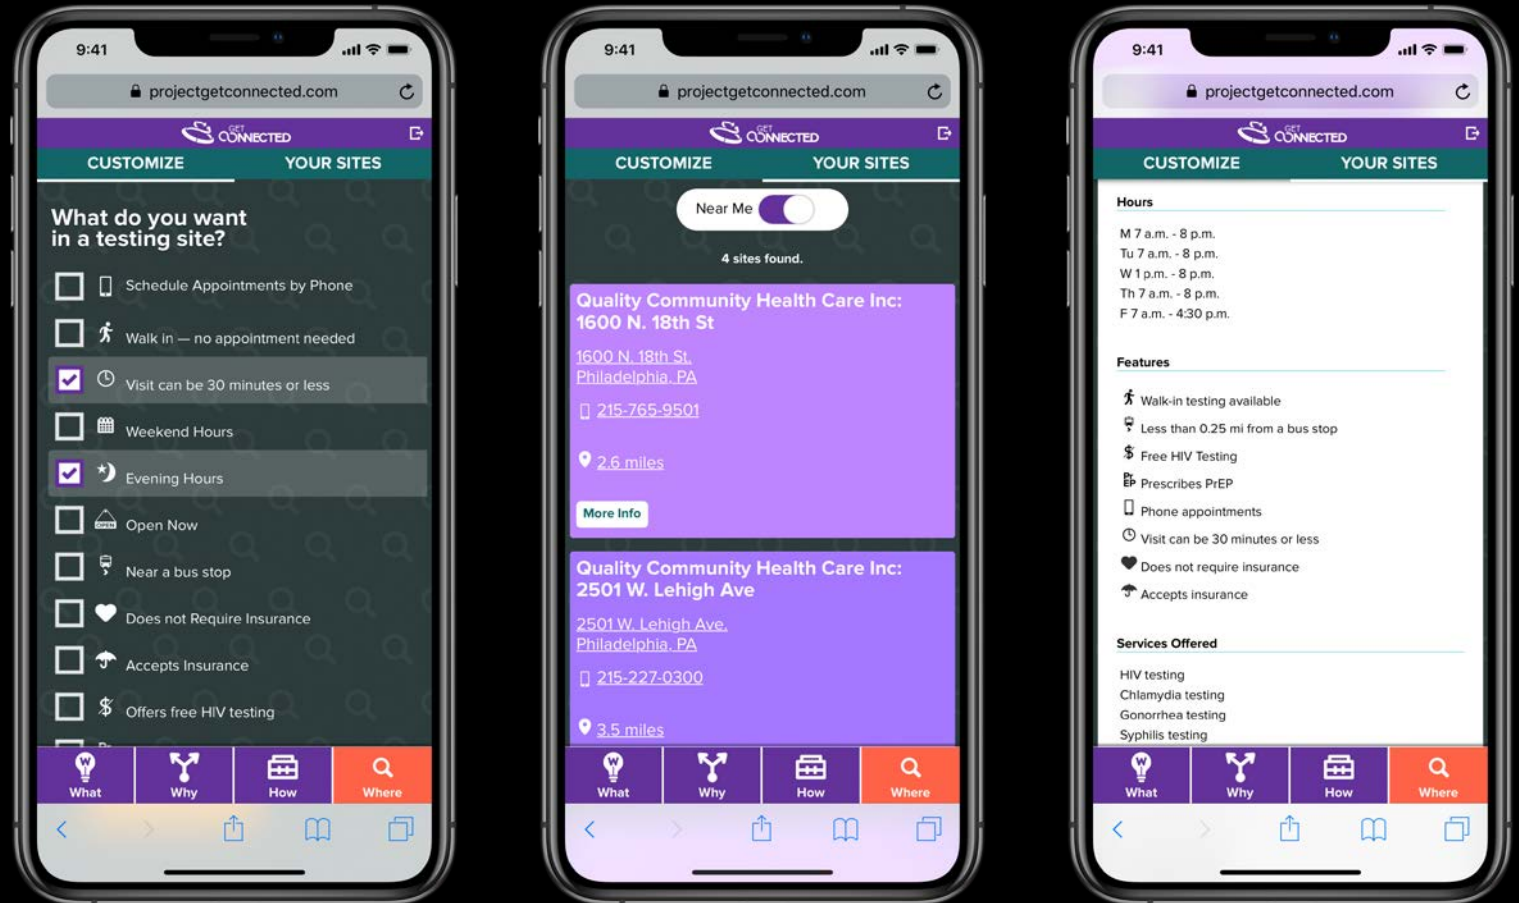 9:41
projectgetconnected.com
GET
CONNECTED
CUSTOMIZE YOUR SITES
What do you want
in a testing site?
Schedule Appointments by Phone
Walk in — no appointment needed
Visit can be 30 minutes or less
Weekend Hours
Evening Hours
OPEN
Open Now
Near a bus stop
Does not Require Insurance
Accepts Insurance
$ Offers free HIV testing
W
What Why How Where
9:41
projectgetconnected.com
GET
CONNECTED
CUSTOMIZE YOUR SITES
Near Me
4 sites found.
Quality Community Health Care Inc:
1600 N. 18th St
1600 N. 18th St.
Philadelphia, PA
215-765-9501
2.6 miles
More Info
Quality Community Health Care Inc:
2501 W. Lehigh Ave
2501 W. Lehigh Ave.
Philadelphia, PA
215-227-0300
3.5 miles
W
What Why How Where
9:41
projectgetconnected.com
GET
CONNECTED
CUSTOMIZE YOUR SITES
Hours
M 7 a.m. - 8 p.m.
Tu 7 a.m. - 8 p.m.
W 1 p.m. - 8 p.m.
Th 7 a.m. - 8 p.m.
F 7 a.m. - 4:30 p.m.
Features
Walk-in testing available
Less than 0.25 mi from a bus stop
$ Free HIV Testing
PrEP Prescribes PrEP
Phone appointments
Visit can be 30 minutes or less
Does not require insurance
Accepts insurance
Services Offered
HIV testing
Chlamydia testing
Gonorrhea testing
Syphilis testing
W
What Why How Where